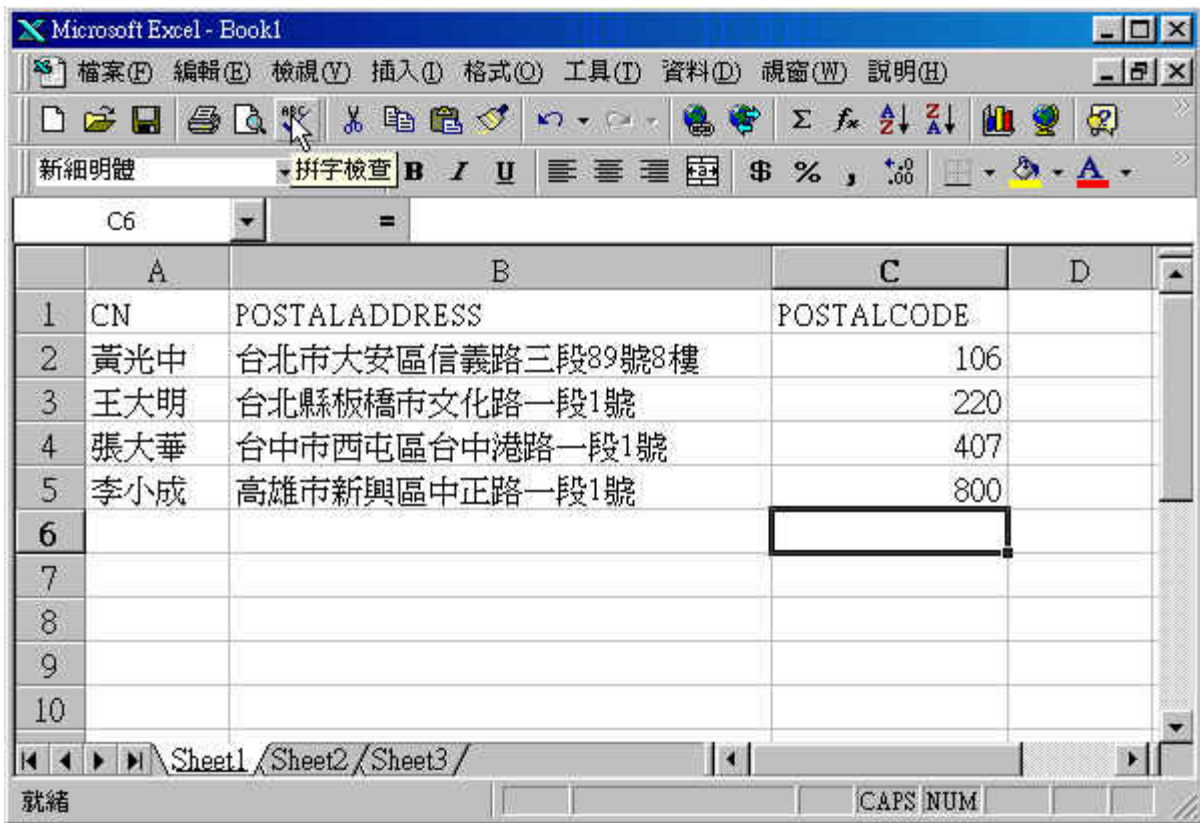 Microsoft Excel - Book1
檔案(F) 編輯(E) 檢視(V) 插入(I) 格式(O) 工具(T) 資料(D) 視窗(W) 說明(H)
新細明體 拼字檢查 B I U $ % ,
C6 =
A B C D
1 CN POSTALADDRESS POSTALCODE
2 黃光中 台北市大安區信義路三段89號8樓 106
3 王大明 台北縣板橋市文化路一段1號 220
4 張大華 台中市西屯區台中港路一段1號 407
5 李小成 高雄市新興區中正路一段1號 800
6
7
8
9
10
Sheet1 Sheet2 Sheet3
就緒 CAPS NUM